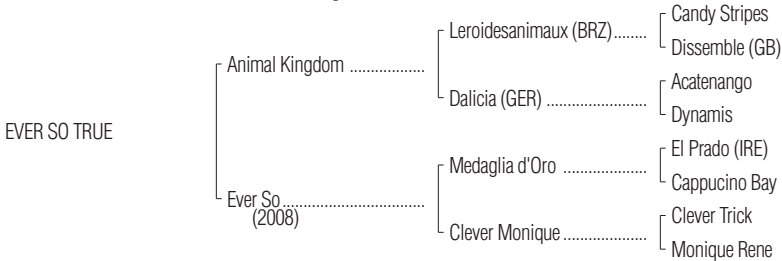 Candy Stripes
Leroidesanimaux (BRZ)........
Dissemble (GB)
Animal Kingdom ..................
Acatenango
Dalicia (GER) ........................
Dynamis
EVER SO TRUE
El Prado (IRE)
Medaglia d'Oro ....................
Cappucino Bay
Ever So..................................
(2008)
Clever Trick
Clever Monique ....................
Monique Rene